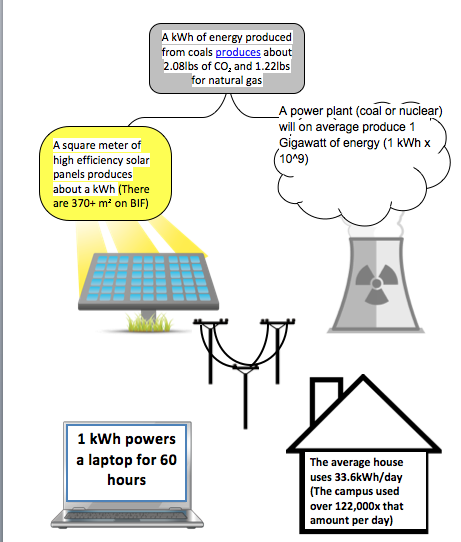 A kWh of energy produced
from coals produces about
2.08lbs of CO₂ and 1.22lbs
for natural gas
A power plant (coal or nuclear)
will on average produce 1
Gigawatt of energy (1 kWh x
10^9)
A square meter of
high efficiency solar
panels produces
about a kWh (There
are 370+ m² on BIF)
1 kWh powers
a laptop for 60
hours
The average house
uses 33.6kWh/day
(The campus used
over 122,000x that
amount per day)